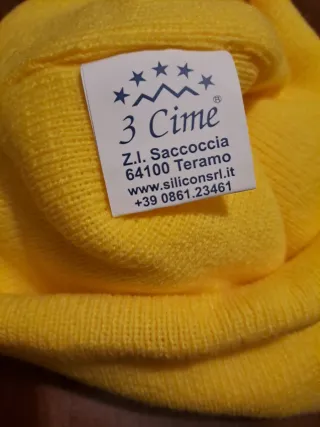 3 Cime®
Z.I. Saccoccia
64100 Teramo
www.siliconsrl.it
+39 0861.23461